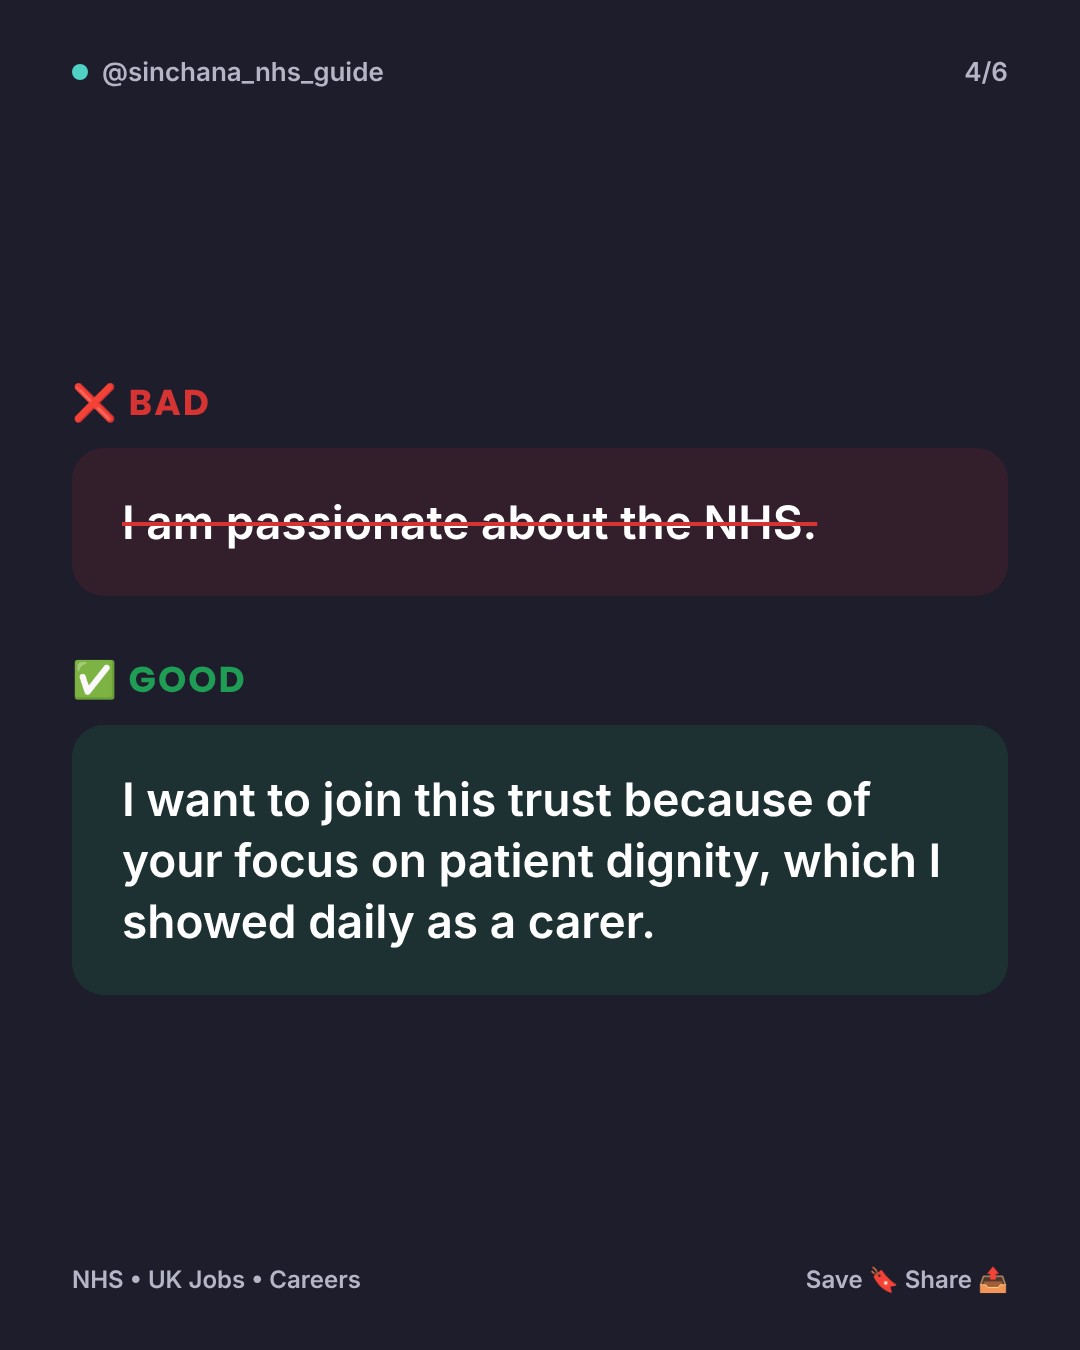 @sinchana_nhs_guide
4/6
❌ BAD
I am passionate about the NHS.
✅ GOOD
I want to join this trust because of
your focus on patient dignity, which I
showed daily as a carer.
NHS • UK Jobs • Careers
Save 🔖 Share 📤